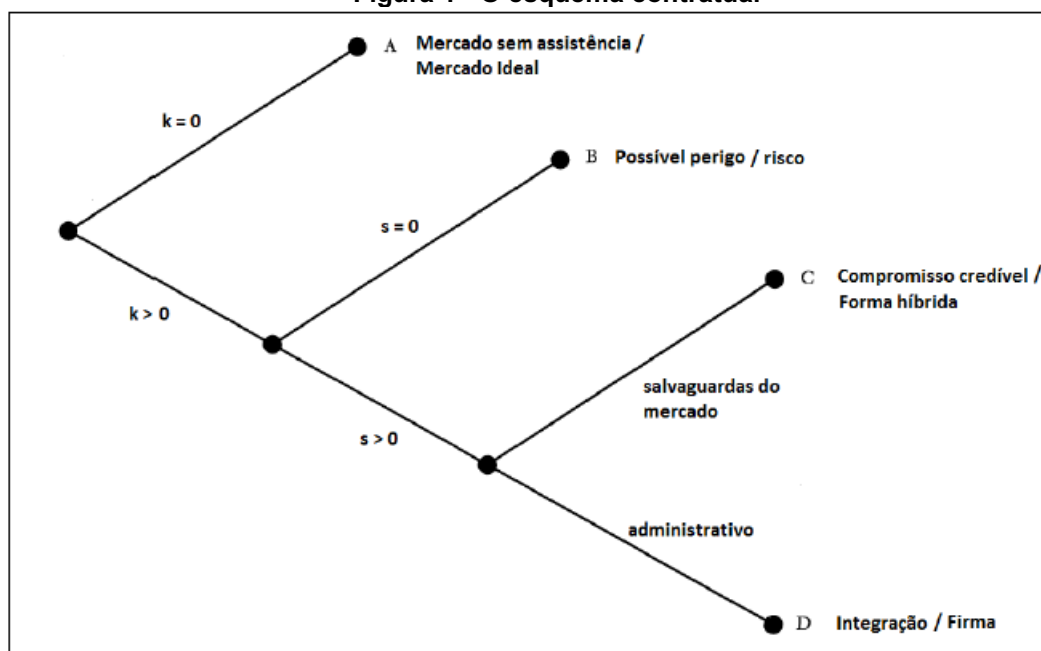 Figura 1 - O esquema contratual
A Mercado sem assistência /
Mercado Ideal
k = 0
B Possível perigo / risco
s = 0
C Compromisso credível /
Forma híbrida
k > 0
salvaguardas do
mercado
s > 0
administrativo
D Integração / Firma